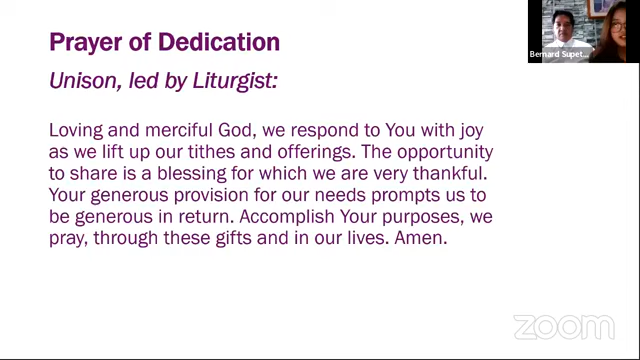 Prayer of Dedication
Unison, led by Liturgist:
Loving and merciful God, we respond to You with joy
as we lift up our tithes and offerings. The opportunity
to share is a blessing for which we are very thankful.
Your generous provision for our needs prompts us to
be generous in return. Accomplish Your purposes, we
pray, through these gifts and in our lives. Amen.
Bernard Supet...
zoom